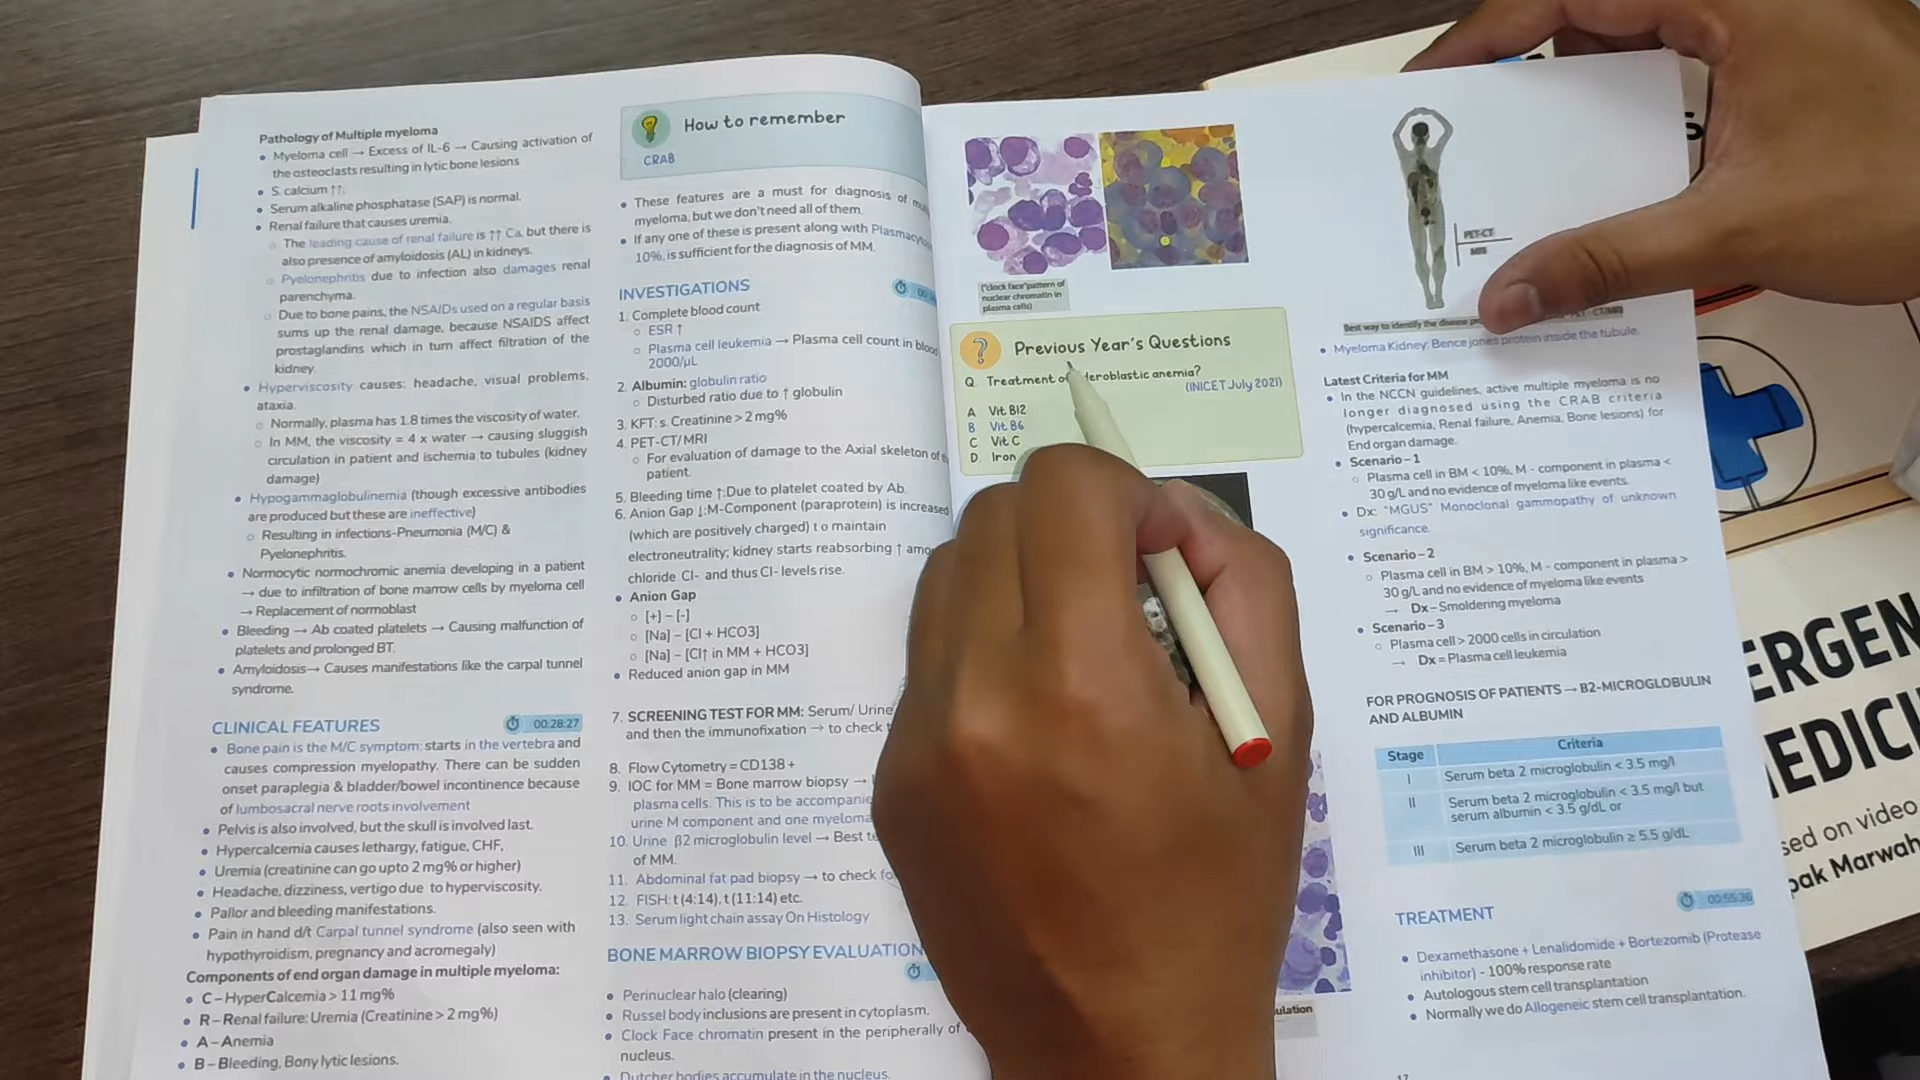 Pathology of Multiple myeloma
• Myeloma cell → Excess of IL-6 → Causing activation of
the osteoclasts resulting in lytic bone lesions
• S. calcium ↑↑.
• Serum alkaline phosphatase (SAP) is normal.
• Renal failure that causes uremia.
○ The leading cause of renal failure is ↑↑ Ca, but there is
also presence of amyloidosis (AL) in kidneys.
○ Pyelonephritis due to infection also damages renal
parenchyma.
○ Due to bone pains, the NSAIDs used on a regular basis
sums up the renal damage, because NSAIDS affect
prostaglandins which in turn affect filtration of the
kidney.
• Hyperviscosity causes: headache, visual problems,
ataxia.
○ Normally, plasma has 1.8 times the viscosity of water.
○ In MM, the viscosity = 4 x water → causing sluggish
circulation in patient and ischemia to tubules (kidney
damage)
• Hypogammaglobulinemia (though excessive antibodies
are produced but these are ineffective)
○ Resulting in infections-Pneumonia (M/C) &
Pyelonephritis.
• Normocytic normochromic anemia developing in a patient
→ due to infiltration of bone marrow cells by myeloma cell
→ Replacement of normoblast
• Bleeding → Ab coated platelets → Causing malfunction of
platelets and prolonged BT.
• Amyloidosis→ Causes manifestations like the carpal tunnel
syndrome.
CLINICAL FEATURES 00:28:27
• Bone pain is the M/C symptom: starts in the vertebra and
causes compression myelopathy. There can be sudden
onset paraplegia & bladder/bowel incontinence because
of lumbosacral nerve roots involvement
• Pelvis is also involved, but the skull is involved last.
• Hypercalcemia causes lethargy, fatigue, CHF,
• Uremia (creatinine can go upto 2 mg% or higher)
• Headache, dizziness, vertigo due to hyperviscosity.
• Pallor and bleeding manifestations.
• Pain in hand d/t Carpal tunnel syndrome (also seen with
hypothyroidism, pregnancy and acromegaly)
Components of end organ damage in multiple myeloma:
• C – HyperCalcemia > 11 mg%
• R – Renal failure: Uremia (Creatinine > 2 mg%)
• A – Anemia
• B – Bleeding, Bony lytic lesions.
How to remember
CRAB
• These features are a must for diagnosis of
myeloma, but we don't need all of them.
• If any one of these is present along with
10%, is sufficient for the diagnosis of MM.
INVESTIGATIONS
1. Complete blood count
○ ESR ↑
○ Plasma cell leukemia → Plasma cell count in blood
2000/μL
2. Albumin: globulin ratio
○ Disturbed ratio due to ↑ globulin
3. KFT: s. Creatinine > 2 mg%
4. PET-CT/MRI
○ For evaluation of damage to the Axial skeleton of
patient.
5. Bleeding time ↑:Due to platelet coated by Ab.
6. Anion Gap ↓:M-Component (paraprotein) is increased
(which are positively charged) t o maintain
electroneutrality; kidney starts reabsorbing ↑
chloride Cl- and thus Cl- levels rise.
• Anion Gap
○ [+] – [-]
○ [Na] – [Cl + HCO3]
○ [Na] – [Cl↑ in MM + HCO3]
• Reduced anion gap in MM
7. SCREENING TEST FOR MM: Serum/ Urine
and then the immunofixation → to check
8. Flow Cytometry = CD138 +
9. IOC for MM = Bone marrow biopsy →
plasma cells. This is to be
urine M component and one
10. Urine β2 microglobulin level → Best
of MM.
11. Abdominal fat pad biopsy → to check
12. FISH: t (4:14), t (11:14) etc.
13. Serum light chain assay On Histology
BONE MARROW BIOPSY EVALUATION
• Perinuclear halo (clearing)
• Russel body inclusions are present in cytoplasm.
• Clock Face chromatin present in the peripherally of
nucleus.
• Dutcher bodies accumulate in the nucleus.
("clock face"pattern of
nuclear chromatin in
plasma cells)
? Previous Year's Questions
Q. Treatment anemia?
(INICET July 2021)
A Vit B12
B. Vit B6
C Vit C
D. Iron
PET-CT
MRI
Best way to identify the disease
• Myeloma Kidney: Bence jones protein inside the tubule.
Latest Criteria for MM
• In the NCCN guidelines, active multiple myeloma is no
longer diagnosed using the CRAB criteria
(hypercalcemia, Renal failure, Anemia, Bone lesions) for
End organ damage.
• Scenario – 1
○ Plasma cell in BM < 10%, M - component in plasma <
30 g/L and no evidence of myeloma like events.
• Dx: "MGUS" Monoclonal gammopathy of unknown
significance.
• Scenario – 2
○ Plasma cell in BM > 10%, M - component in plasma >
30 g/L and no evidence of myeloma like events
→ Dx – Smoldering myeloma
• Scenario – 3
○ Plasma cell > 2000 cells in circulation
→ Dx = Plasma cell leukemia
FOR PROGNOSIS OF PATIENTS → B2-MICROGLOBULIN
AND ALBUMIN
Stage Criteria
I Serum beta 2 microglobulin < 3.5 mg/l
II Serum beta 2 microglobulin < 3.5 mg/l but
serum albumin < 3.5 g/dL or
III Serum beta 2 microglobulin ≥ 5.5 g/dL
TREATMENT 00:55:36
• Dexamethasone + Lenalidomide + Bortezomib (Protease
inhibitor) - 100% response rate
• Autologous stem cell transplantation
• Normally we do Allogeneic stem cell transplantation.
17